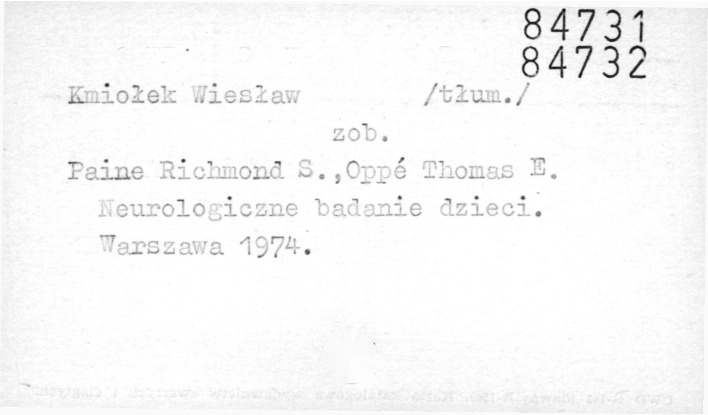 84731
84732
Kmiołek Wiesław /tłum./
zob.
Paine Richmond S.,Oppé Thomas E.
Neurologiczne badanie dzieci.
Warszawa 1974.